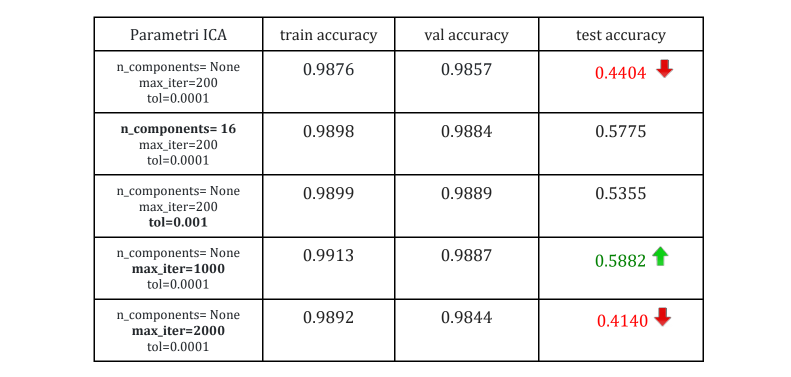 Parametri ICA train accuracy val accuracy test accuracy
n_components= None
max_iter=200
tol=0.0001
0.9876 0.9857 0.4404
n_components= 16
max_iter=200
tol=0.0001
0.9898 0.9884 0.5775
n_components= None
max_iter=200
tol=0.001
0.9899 0.9889 0.5355
n_components= None
max_iter=1000
tol=0.0001
0.9913 0.9887 0.5882
n_components= None
max_iter=2000
tol=0.0001
0.9892 0.9844 0.4140